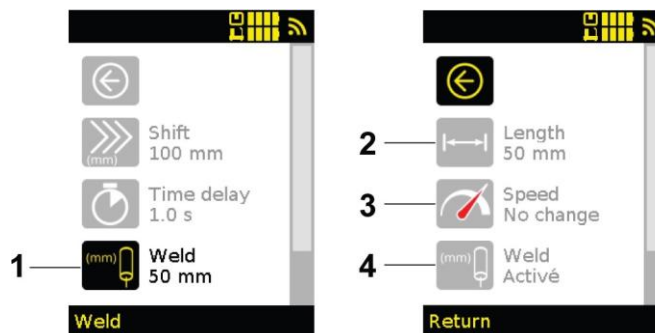 Shift
100 mm
(mm)
Time delay
1.0 s
1
(mm)
Weld
50 mm
Weld
2
Length
50 mm
3
Speed
No change
4
(mm)
Weld
Activé
Return